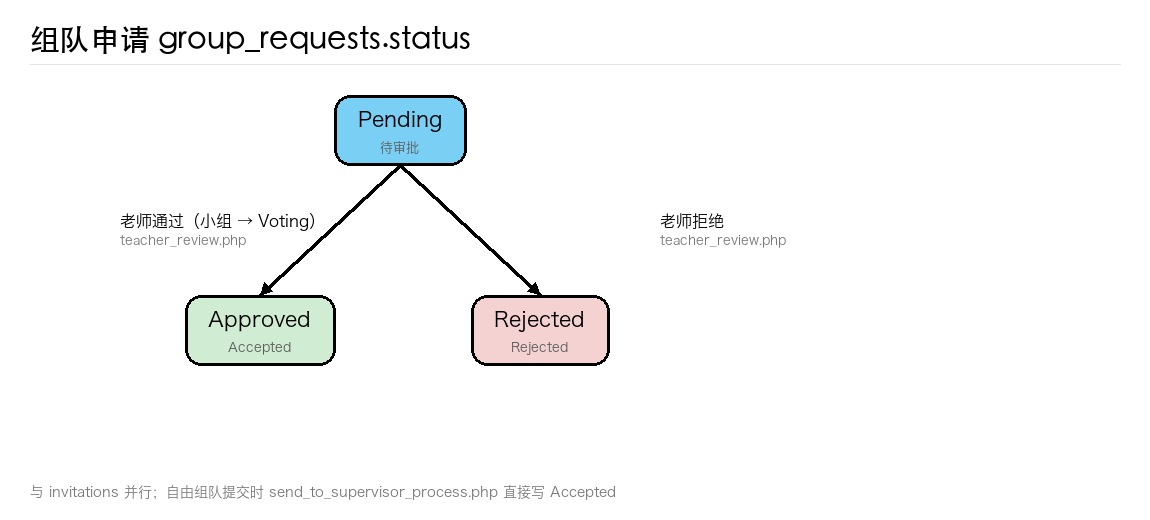 组队申请 group_requests.status
Pending
待审批
老师通过（小组 → Voting）
teacher_review.php
老师拒绝
teacher_review.php
Approved
Accepted
Rejected
Rejected
与 invitations 并行；自由组队提交时 send_to_supervisor_process.php 直接写 Accepted